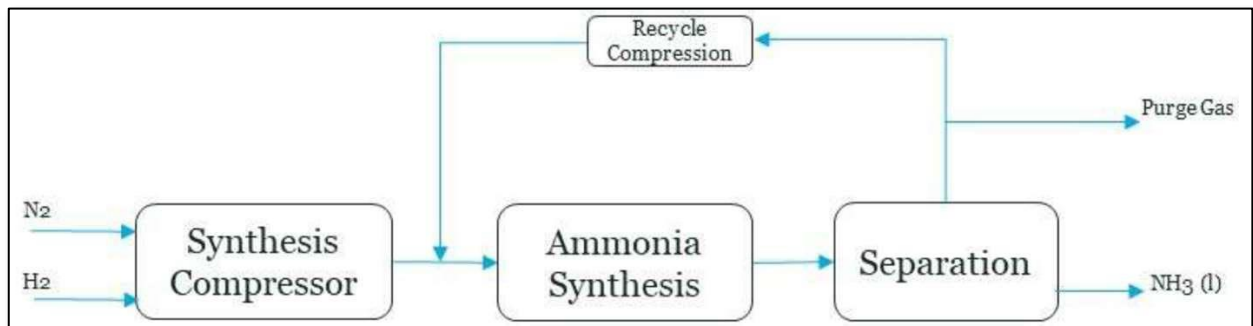 Recycle
Compression
Purge Gas
N2
H2
Synthesis
Compressor
Ammonia
Synthesis
Separation
NH3 (l)